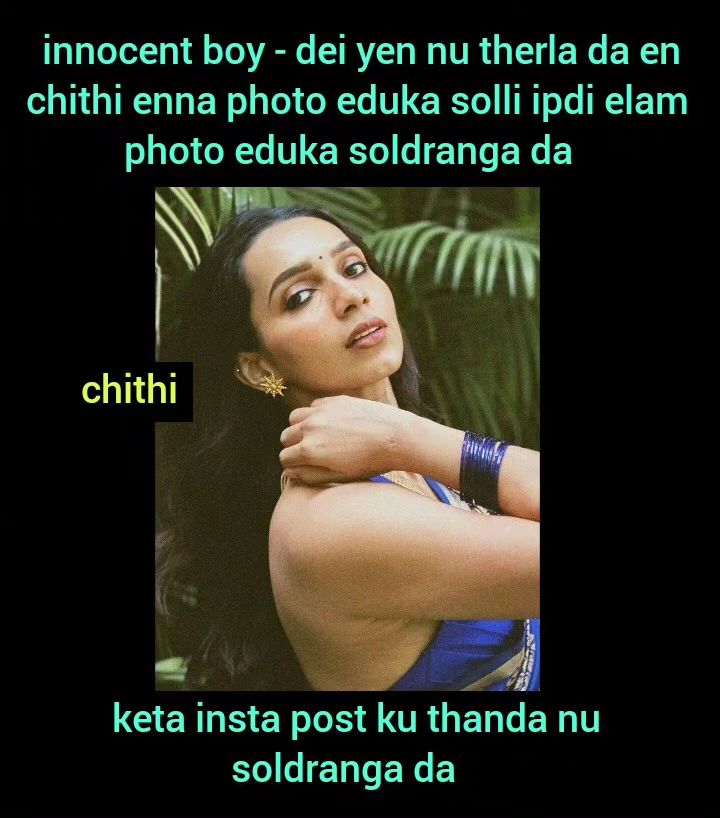 innocent boy - dei yen nu therla da en
chithi enna photo eduka solli ipdi elam
photo eduka soldranga da
chithi
keta insta post ku thanda nu
soldranga da